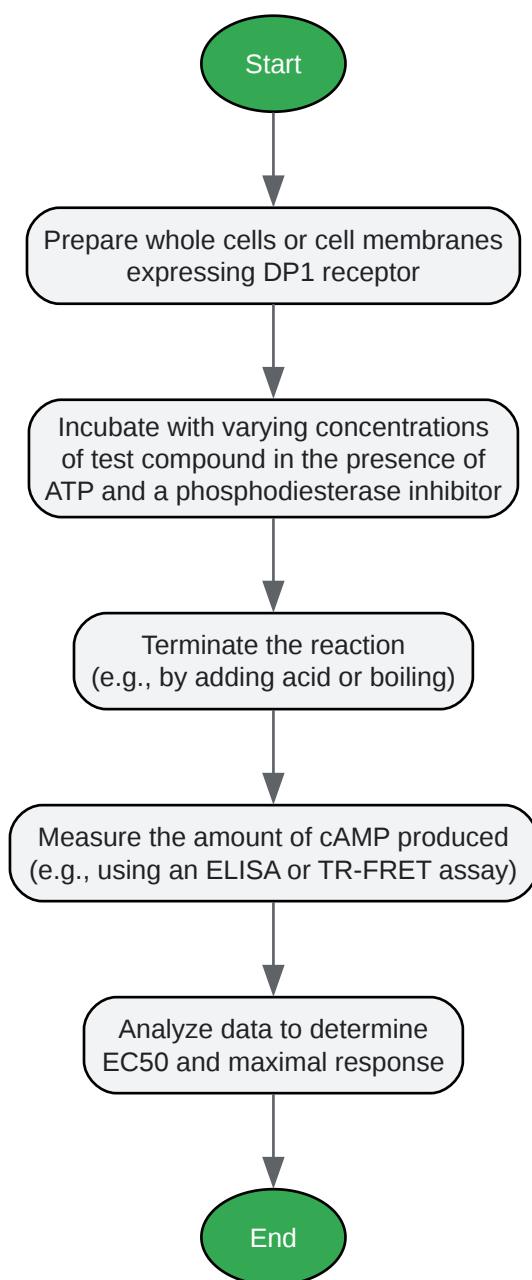 Start
Prepare whole cells or cell membranes
expressing DP1 receptor
Incubate with varying concentrations
of test compound in the presence of
ATP and a phosphodiesterase inhibitor
Terminate the reaction
(e.g., by adding acid or boiling)
Measure the amount of cAMP produced
(e.g., using an ELISA or TR-FRET assay)
Analyze data to determine
EC50 and maximal response
End